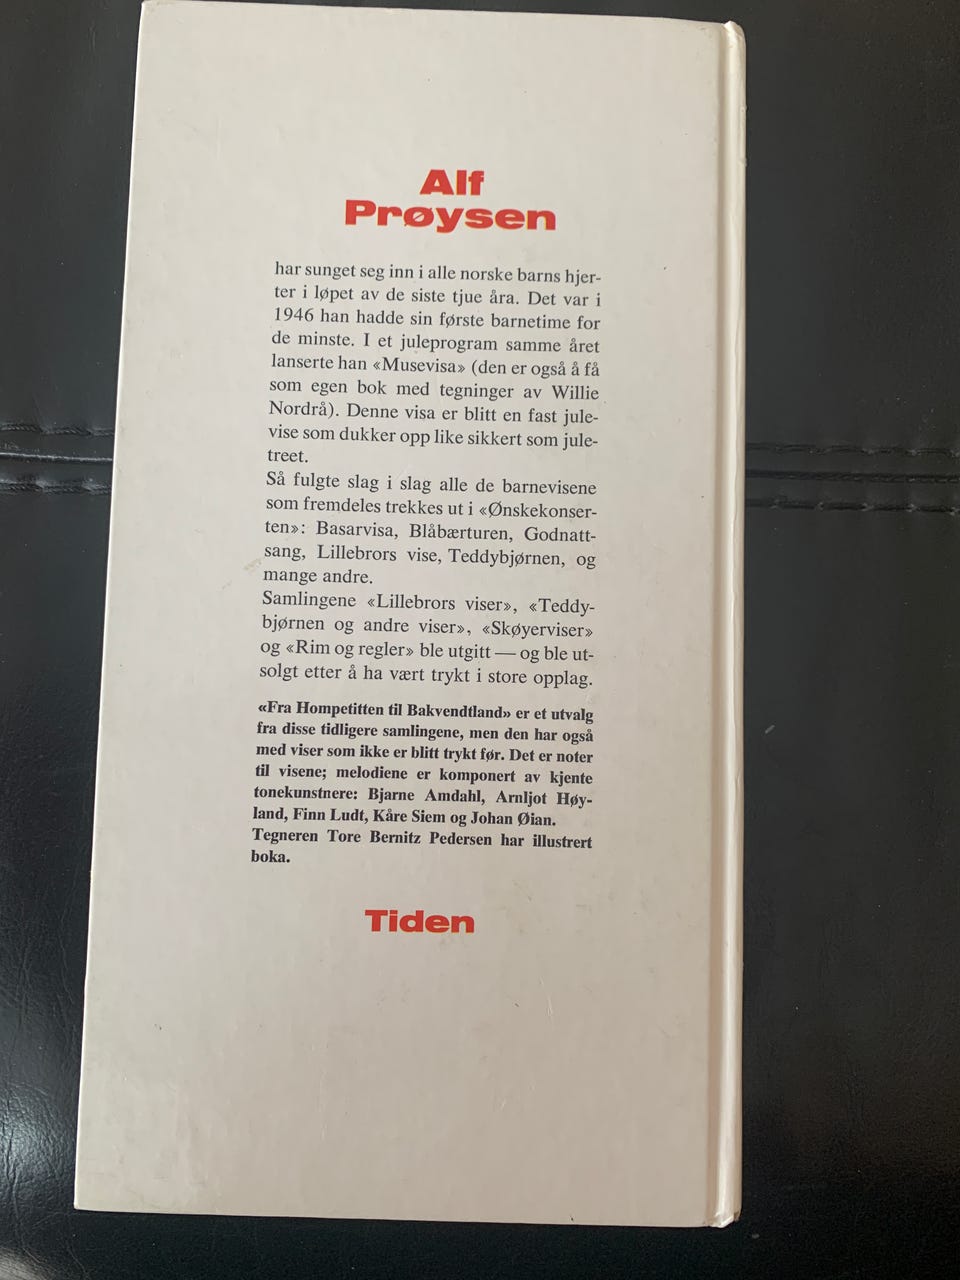 Alf
Prøysen
har sunget seg inn i alle norske barns hjer-
ter i løpet av de siste tjue åra. Det var i
1946 han hadde sin første barnetime for
de minste. I et juleprogram samme året
lanserte han «Musevisa» (den er også å få
som egen bok med tegninger av Willie
Nordrå). Denne visa er blitt en fast jule-
vise som dukker opp like sikkert som jule-
treet.
Så fulgte slag i slag alle de barnevisene
som fremdeles trekkes ut i «Ønskekonser-
ten»: Basarvisa, Blåbærturen, Godnatt-
sang, Lillebrors vise, Teddybjørnen, og
mange andre.
Samlingene «Lillebrors viser», «Teddy-
bjørnen og andre viser», «Skøyerviser»
og «Rim og regler» ble utgitt — og ble ut-
solgt etter å ha vært trykt i store opplag.
«Fra Hompetitten til Bakvendtland» er et utvalg
fra disse tidligere samlingene, men den har også
med viser som ikke er blitt trykt før. Det er noter
til visene; melodiene er komponert av kjente
tonekunstnere: Bjarne Amdahl, Arnljot Høy-
land, Finn Ludt, Kåre Siem og Johan Øian.
Tegneren Tore Bernitz Pedersen har illustrert
boka.
Tiden